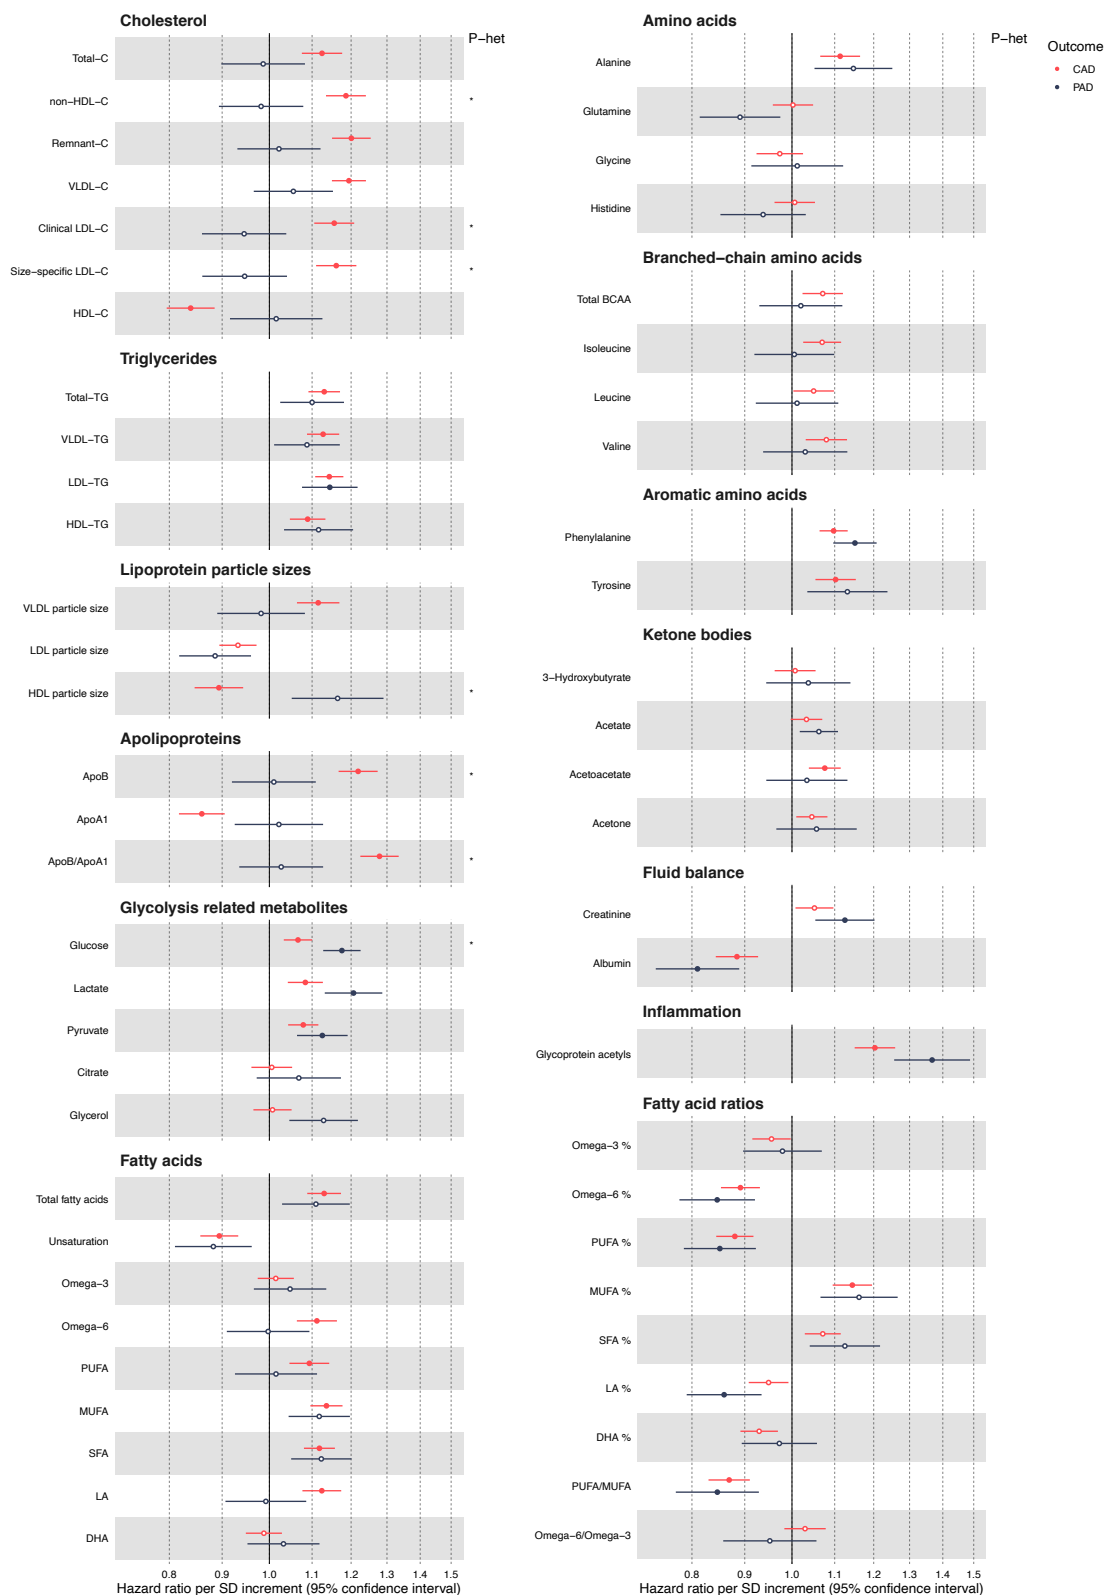 Cholesterol
P−het
Total−C
non−HDL−C
*
Remnant−C
VLDL−C
Clinical LDL−C
*
Size−specific LDL−C
*
HDL−C
Triglycerides
Total−TG
VLDL−TG
LDL−TG
HDL−TG
Lipoprotein particle sizes
VLDL particle size
LDL particle size
HDL particle size
*
Apolipoproteins
ApoB
*
ApoA1
ApoB/ApoA1
*
Glycolysis related metabolites
Glucose
*
Lactate
Pyruvate
Citrate
Glycerol
Fatty acids
Total fatty acids
Unsaturation
Omega−3
Omega−6
PUFA
MUFA
SFA
LA
DHA
0.8 0.9 1.0 1.1 1.2 1.3 1.4 1.5
Hazard ratio per SD increment (95% confidence interval)
Amino acids
P−het
Alanine
Glutamine
Glycine
Histidine
Branched−chain amino acids
Total BCAA
Isoleucine
Leucine
Valine
Aromatic amino acids
Phenylalanine
Tyrosine
Ketone bodies
3−Hydroxybutyrate
Acetate
Acetoacetate
Acetone
Fluid balance
Creatinine
Albumin
Inflammation
Glycoprotein acetyls
Fatty acid ratios
Omega−3 %
Omega−6 %
PUFA %
MUFA %
SFA %
LA %
DHA %
PUFA/MUFA
Omega−6/Omega−3
0.8 0.9 1.0 1.1 1.2 1.3 1.4 1.5
Hazard ratio per SD increment (95% confidence interval)
Outcome
CAD
PAD